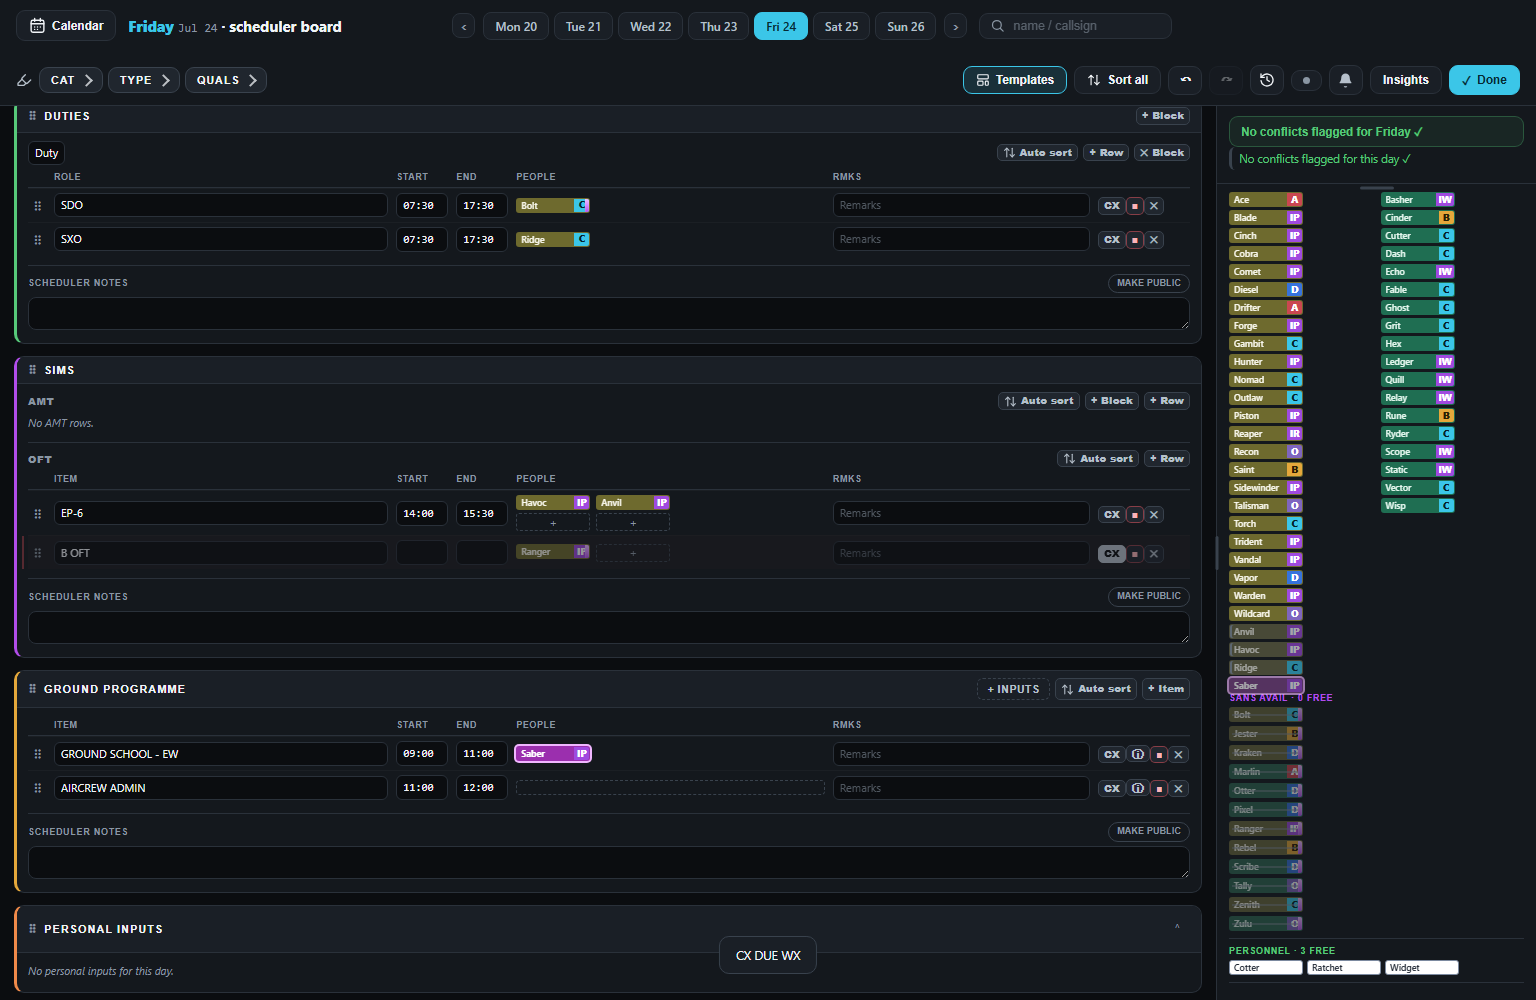 Calendar
Friday Jul 24 · scheduler board
‹ Mon 20 Tue 21 Wed 22 Thu 23 Fri 24 Sat 25 Sun 26 ›
name / callsign
CAT TYPE QUALS
Templates Sort all Insights ✓ Done
DUTIES + Block
Duty Auto sort + Row ✕ Block
ROLE START END PEOPLE RMKS
SDO 07:30 17:30 Bolt C Remarks CX
SXO 07:30 17:30 Ridge C Remarks CX
SCHEDULER NOTES MAKE PUBLIC
SIMS
AMT Auto sort + Block + Row
No AMT rows.
OFT Auto sort + Row
ITEM START END PEOPLE RMKS
EP-6 14:00 15:30 Havoc IP Anvil IP Remarks CX
+ +
B OFT Ranger IP + Remarks CX
SCHEDULER NOTES MAKE PUBLIC
GROUND PROGRAMME + INPUTS Auto sort + Item
ITEM START END PEOPLE RMKS
GROUND SCHOOL - EW 09:00 11:00 Saber IP Remarks CX
AIRCREW ADMIN 11:00 12:00 Remarks CX
SCHEDULER NOTES MAKE PUBLIC
PERSONAL INPUTS
No personal inputs for this day.
CX DUE WX
No conflicts flagged for Friday ✓
No conflicts flagged for this day ✓
Ace A Basher IW
Blade IP Cinder B
Cinch IP Cutter C
Cobra IP Dash C
Comet IP Echo IW
Diesel D Fable C
Drifter A Ghost C
Forge IP Grit C
Gambit C Hex C
Hunter IP Ledger IW
Nomad C Quill IW
Outlaw C Relay IW
Piston IP Rune B
Reaper IR Ryder C
Recon O Scope IW
Saint B Static IW
Sidewinder IP Vector C
Talisman O Wisp C
Torch C
Trident IP
Vandal IP
Vapor D
Warden IP
Wildcard O
Anvil IP
Havoc IP
Ridge C
Saber IP
SANS AVAIL · 0 FREE
Bolt C
Jester B
Kraken D
Marlin A
Otter D
Pixel D
Ranger IP
Rebel B
Scribe D
Tally O
Zenith C
Zulu O
PERSONNEL · 3 FREE
Cotter Ratchet Widget